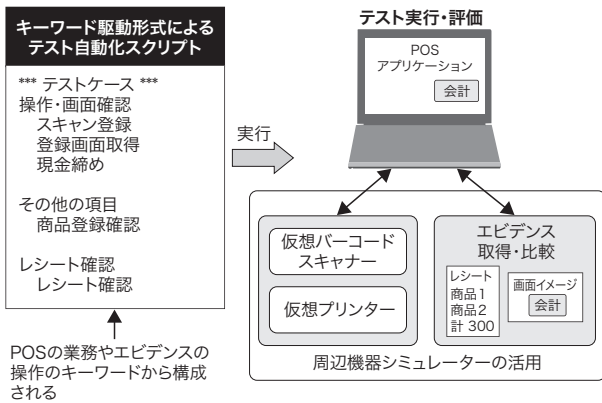 キーワード駆動形式による
テスト自動化スクリプト
*** テストケース ***
操作・画面確認
スキャン登録
登録画面取得
現金締め
その他の項目
商品登録確認
レシート確認
レシート確認
POSの業務やエビデンスの
操作のキーワードから構成
される
実行
テスト実行・評価
POS
アプリケーション
会計
仮想バーコード
スキャナー
仮想プリンター
エビデンス
取得・比較
レシート
商品1
商品2
計 300
画面イメージ
会計
周辺機器シミュレーターの活用